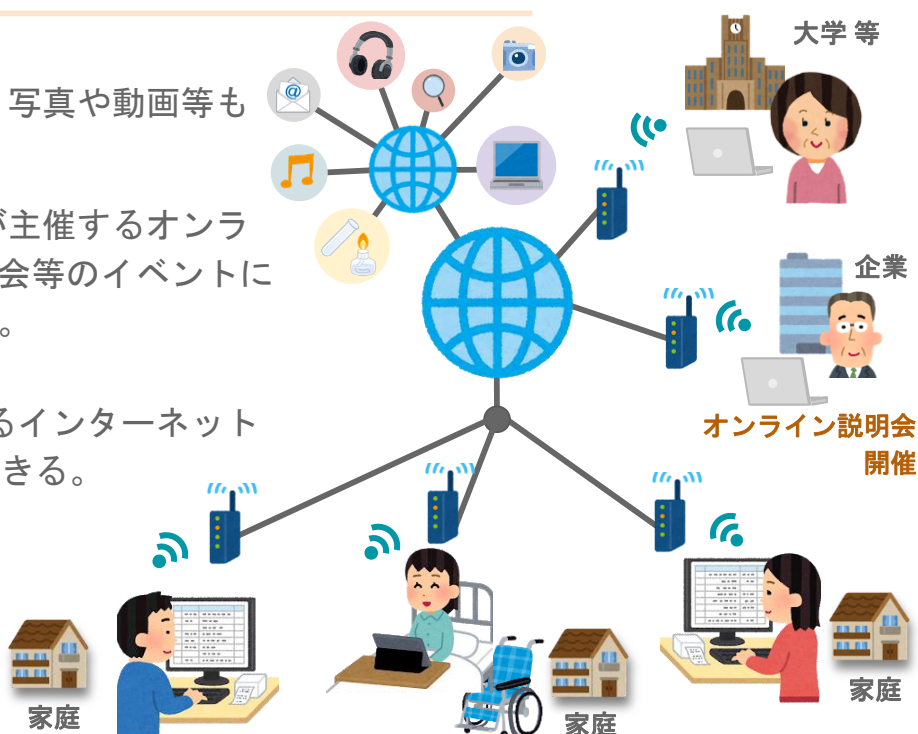 写真や動画等も
が主催するオンラ
会等のイベントに
。
るインターネット
できる。
大学 等
企業
オンライン説明会
開催
@
家庭
家庭
家庭